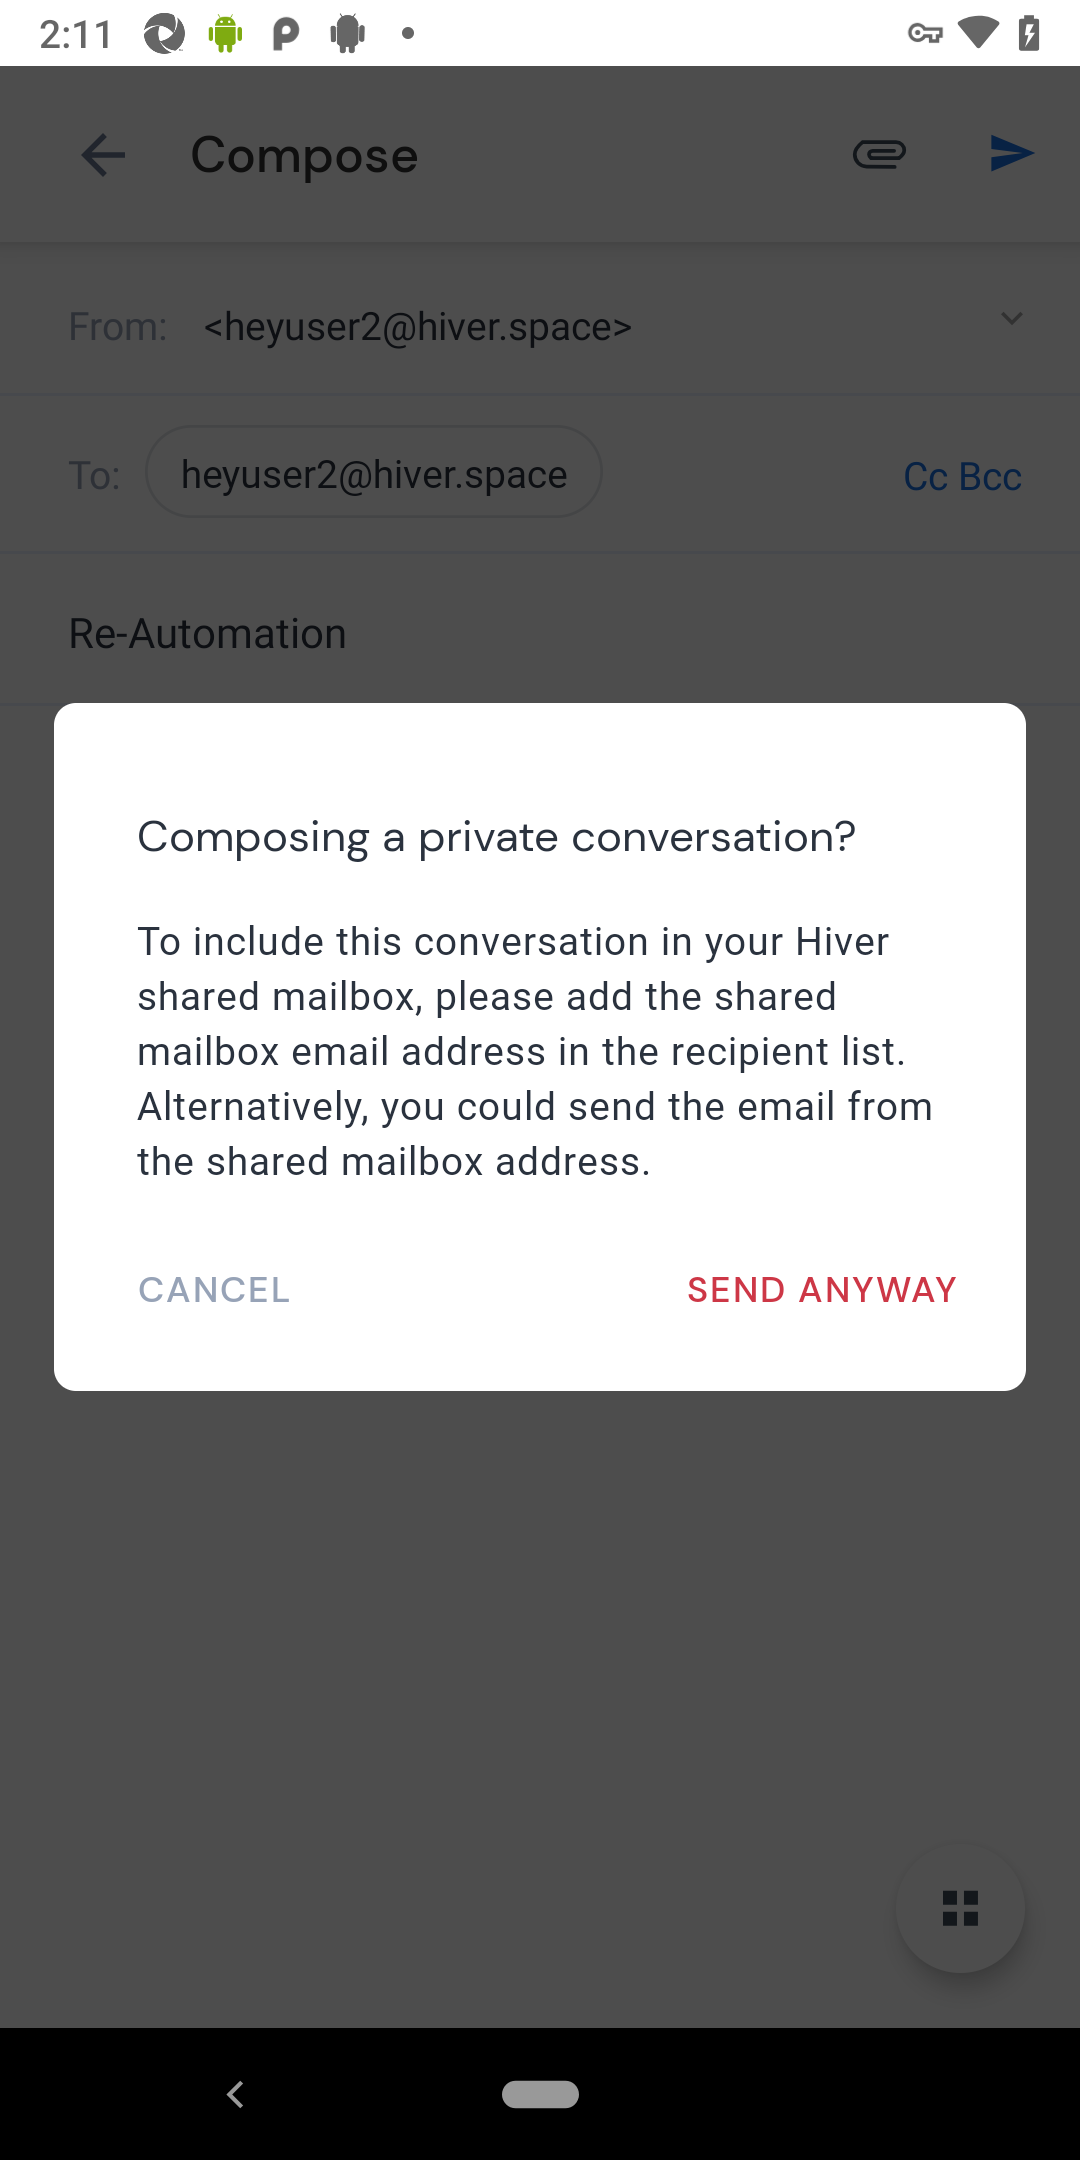 2:11
Compose
From: <heyuser2@hiver.space>
To: heyuser2@hiver.space Cc Bcc
Re-Automation
Composing a private conversation?
To include this conversation in your Hiver
shared mailbox, please add the shared
mailbox email address in the recipient list.
Alternatively, you could send the email from
the shared mailbox address.
CANCEL SEND ANYWAY